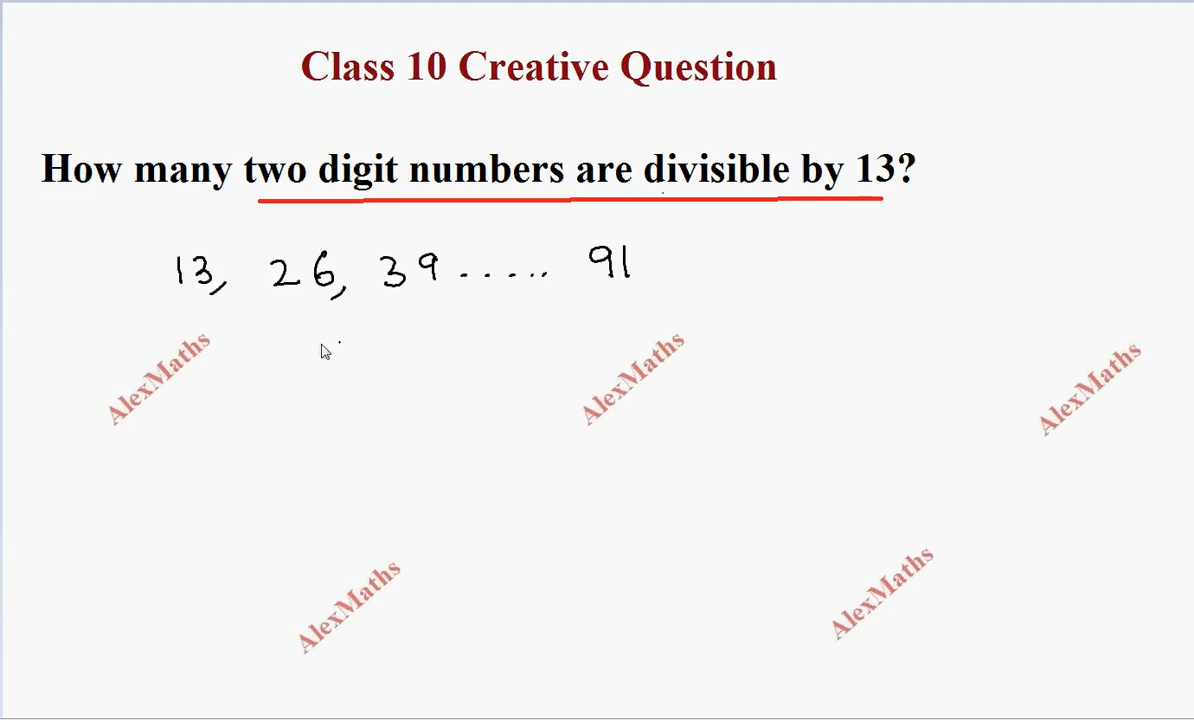 Class 10 Creative Question
How many two digit numbers are divisible by 13?
13, 26, 39..... 91
AlexMaths
AlexMaths
AlexMaths
AlexMaths
AlexMaths